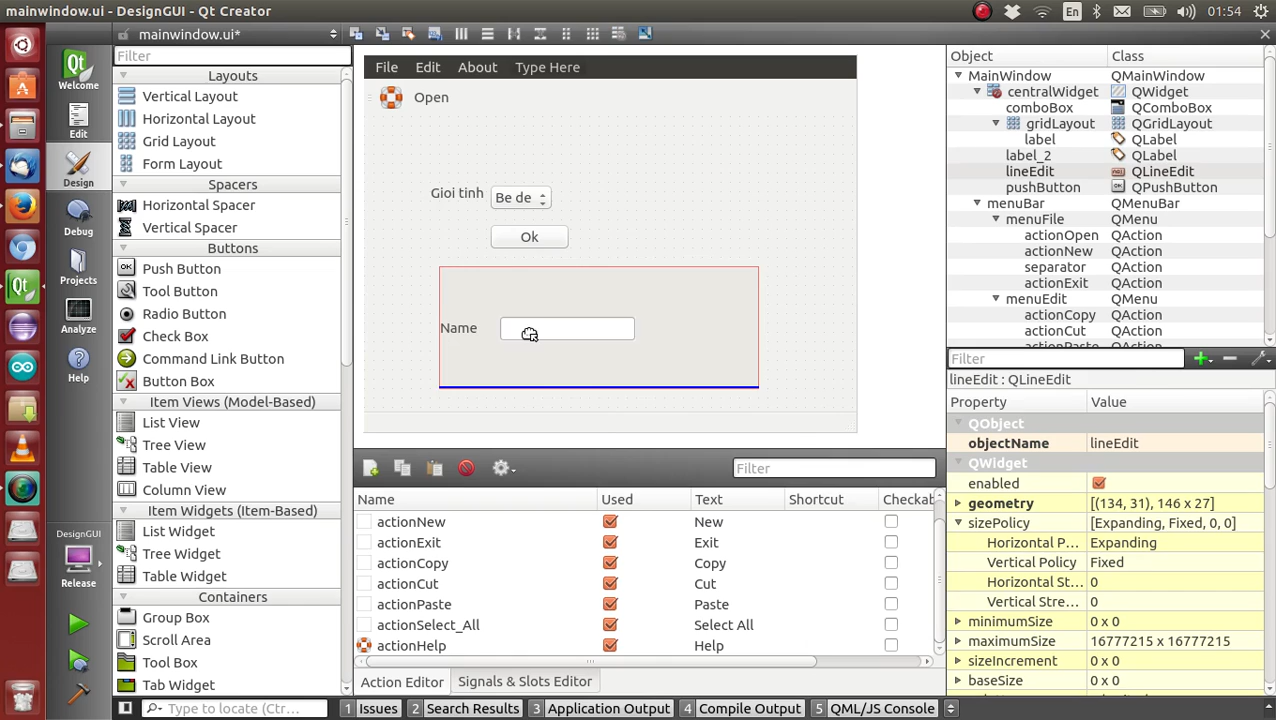 mainwindow.ui - DesignGUI - Qt Creator
En
01:54
mainwindow.ui*
Welcome
Edit
Design
Debug
Projects
Analyze
Help
DesignGUI
Release
Filter
Layouts
Vertical Layout
Horizontal Layout
Grid Layout
Form Layout
Spacers
Horizontal Spacer
Vertical Spacer
Buttons
Push Button
Tool Button
Radio Button
Check Box
Command Link Button
Button Box
Item Views (Model-Based)
List View
Tree View
Table View
Column View
Item Widgets (Item-Based)
List Widget
Tree Widget
Table Widget
Containers
Group Box
Scroll Area
Tool Box
Tab Widget
File Edit About Type Here
Open
Gioi tinh
Be de
Ok
Name
Filter
Name Used Text Shortcut Checkab
actionNew New
actionExit Exit
actionCopy Copy
actionCut Cut
actionPaste Paste
actionSelect_All Select All
actionHelp Help
Action Editor Signals & Slots Editor
Object Class
MainWindow QMainWindow
centralWidget QWidget
comboBox QComboBox
gridLayout QGridLayout
label QLabel
label_2 QLabel
lineEdit QLineEdit
pushButton QPushButton
menuBar QMenuBar
menuFile QMenu
actionOpen QAction
actionNew QAction
separator QAction
actionExit QAction
menuEdit QMenu
actionCopy QAction
actionCut QAction
actionPaste QAction
Filter
lineEdit : QLineEdit
Property Value
QObject
objectName lineEdit
QWidget
enabled
geometry [(134, 31), 146 x 27]
sizePolicy [Expanding, Fixed, 0, 0]
Horizontal P... Expanding
Vertical Policy Fixed
Horizontal St... 0
Vertical Stre... 0
minimumSize 0 x 0
maximumSize 16777215 x 16777215
sizeIncrement 0 x 0
baseSize 0 x 0
Type to locate (Ctr...
1 Issues
2 Search Results
3 Application Output
4 Compile Output
5 QML/JS Console